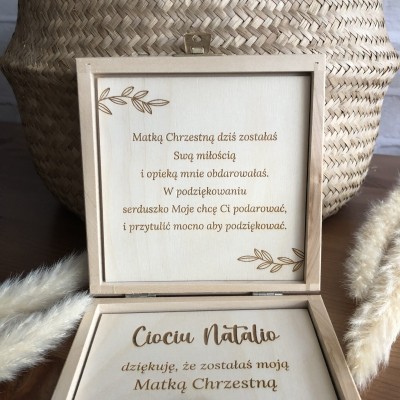 Matką Chrzestną dziś zostałaś
Swą miłością
i opieką mnie obdarowałaś.
W podziękowaniu
serduszko Moje chcę Ci podarować,
i przytulić mocno aby podziękować.
Ciociu Natalio
dziękuję, że zostałaś moją
Matką Chrzestną